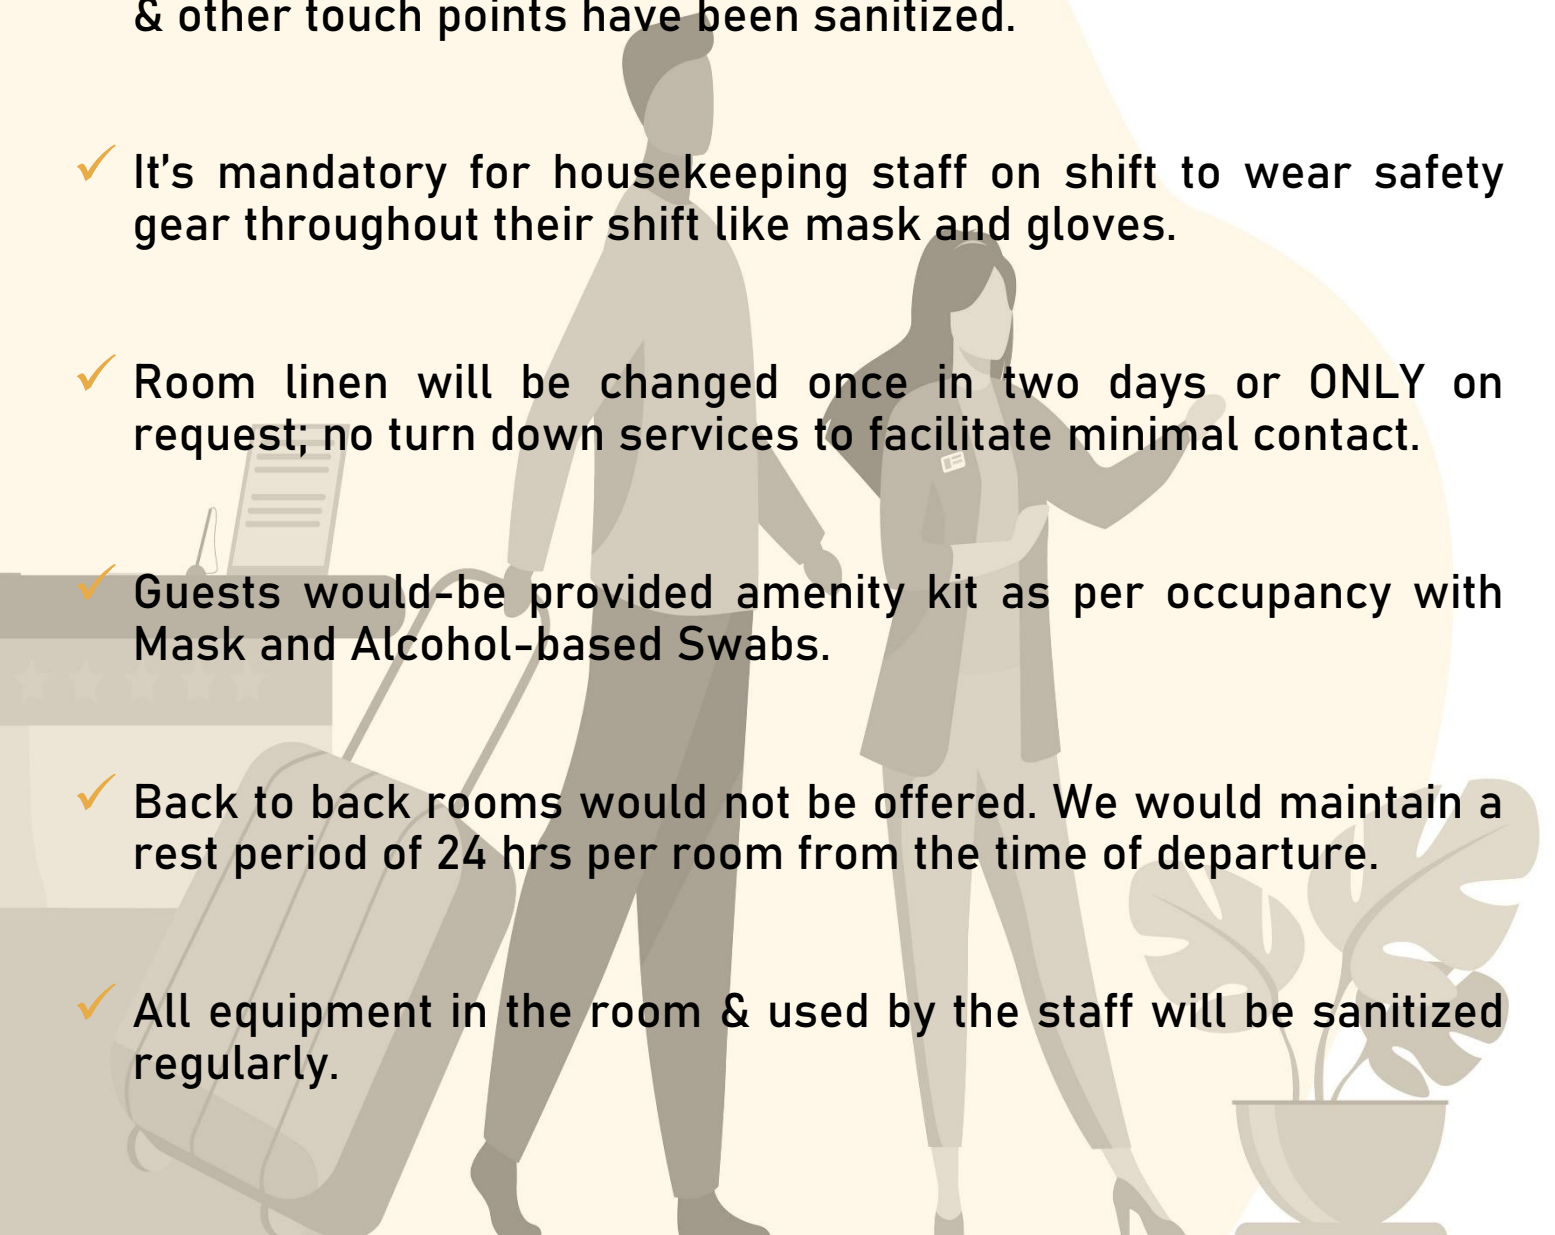 & other touch points have been sanitized.
It's mandatory for housekeeping staff on shift to wear safety
gear throughout their shift like mask and gloves.
Room linen will be changed once in two days or ONLY on
request; no turn down services to facilitate minimal contact.
Guests would-be provided amenity kit as per occupancy with
Mask and Alcohol-based Swabs.
Back to back rooms would not be offered. We would maintain a
rest period of 24 hrs per room from the time of departure.
All equipment in the room & used by the staff will be sanitized
regularly.